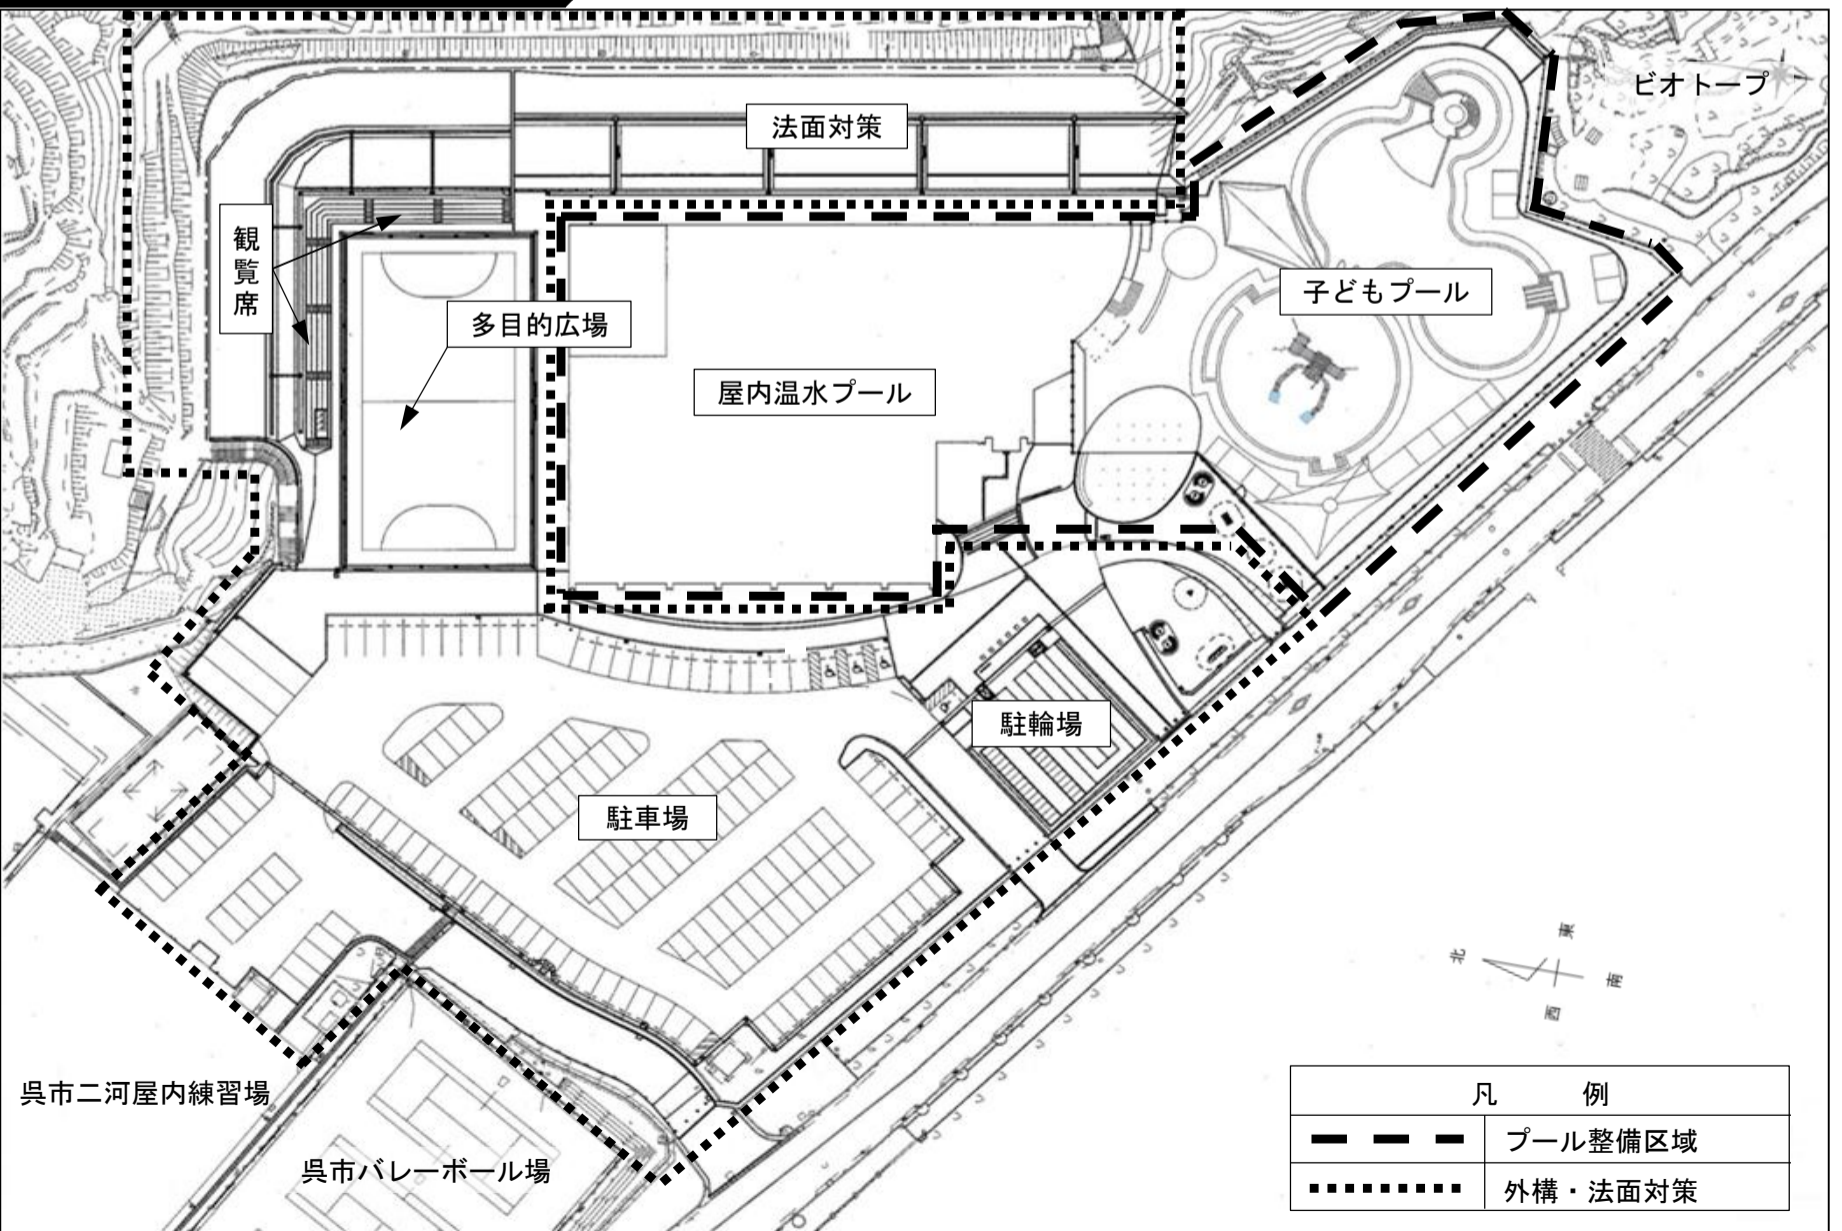 ビオトープ
法面対策
観覧席
子どもプール
多目的広場
屋内温水プール
駐輪場
駐車場
東
北
南
西
呉市二河屋内練習場
呉市バレーボール場
凡 例
プール整備区域
外構・法面対策